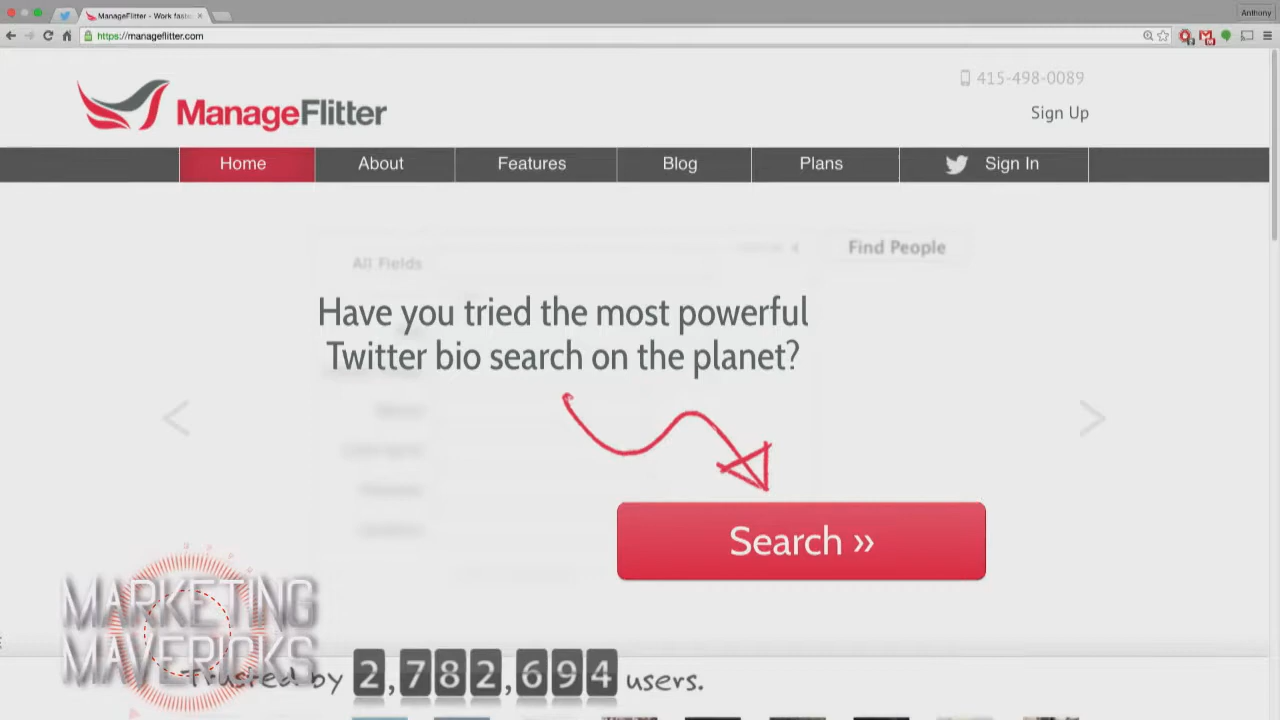 Anthony
ManageFlitter - Work faste
https://manageflitter.com
415-498-0089
ManageFlitter
Sign Up
Home About Features Blog Plans Sign In
Find People
All Fields
Have you tried the most powerful
Twitter bio search on the planet?
Search »
MARKETING
MAVERICKS
Trusted by 2,782,694 users.